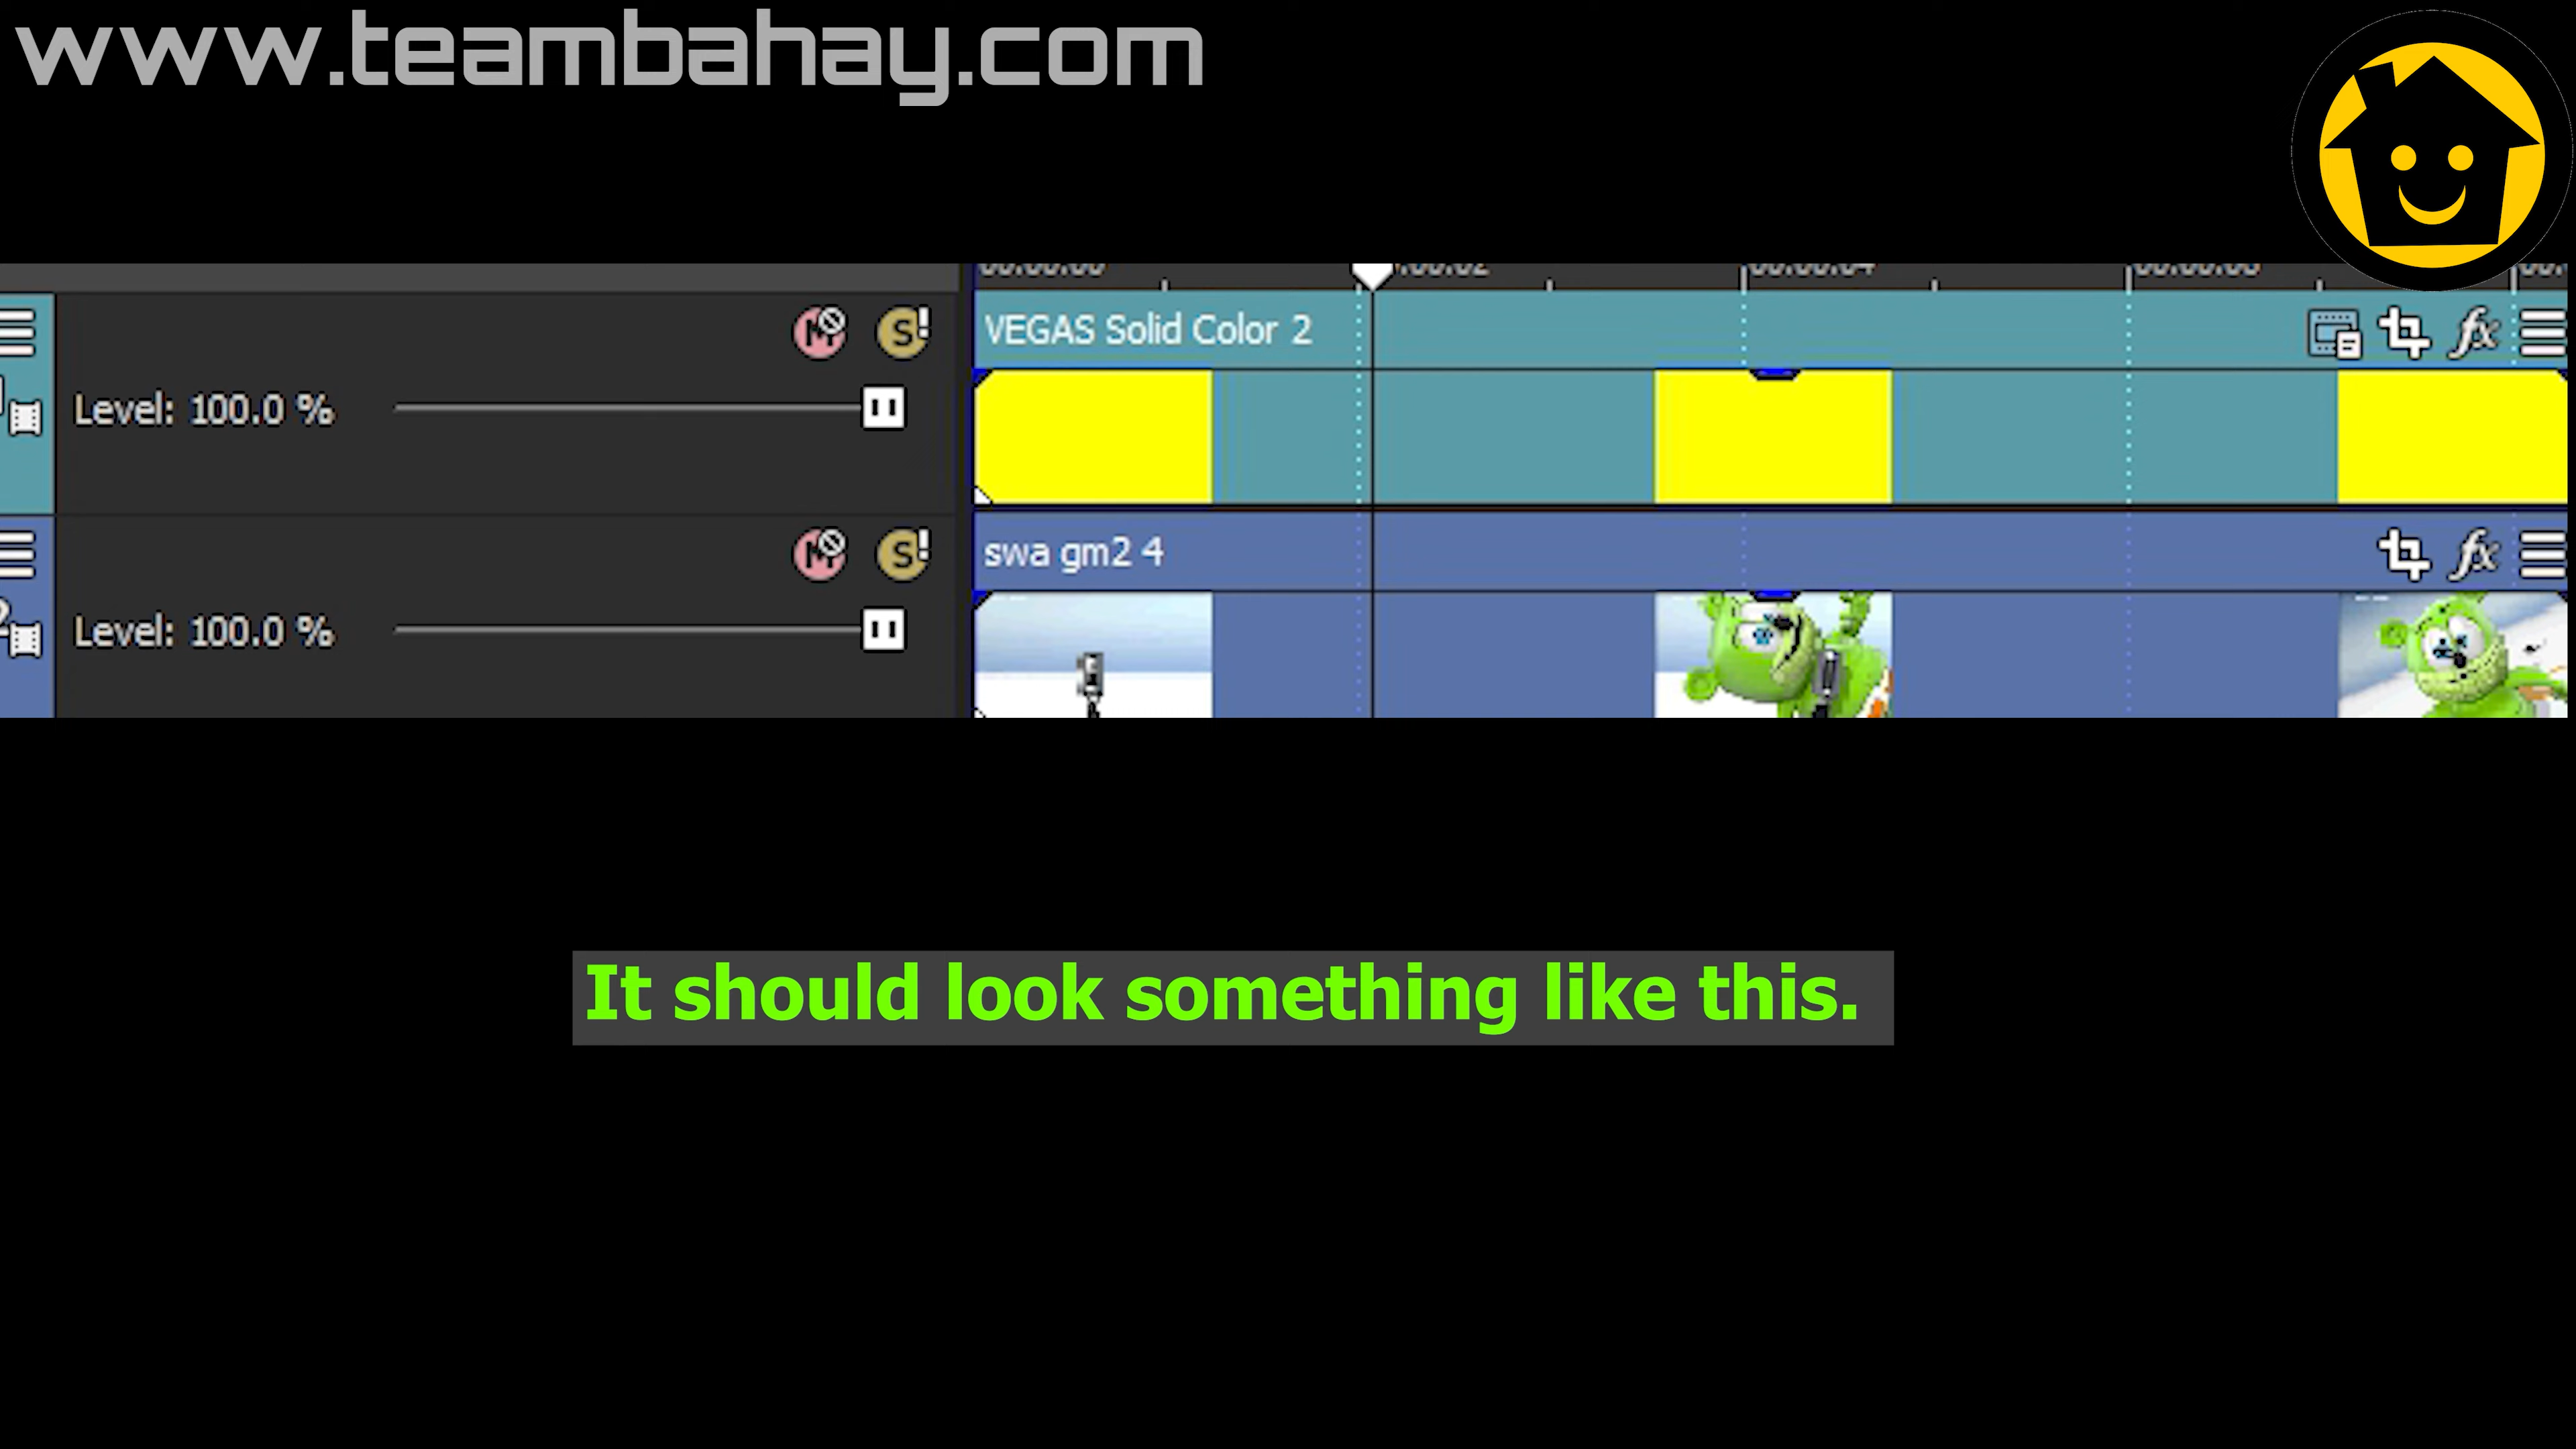 www.teambahay.com
VEGAS Solid Color 2
Level: 100.0 %
swa gm2 4
Level: 100.0 %
It should look something like this.